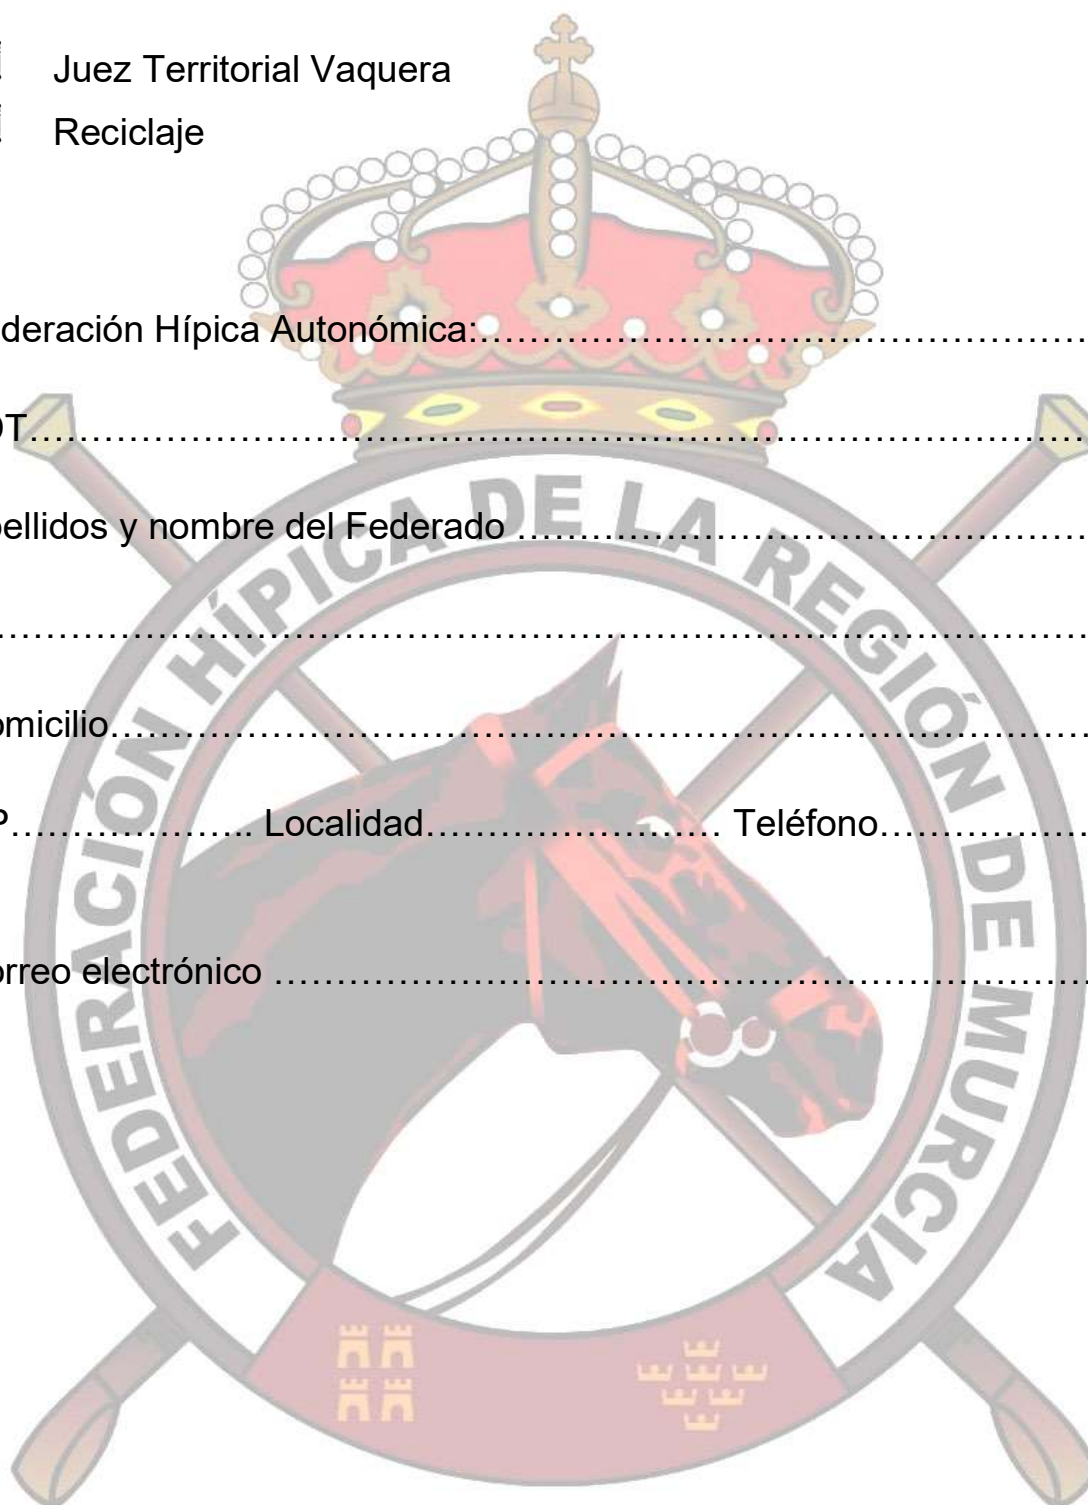 Juez Territorial Vaquera
Reciclaje
deración Hípica Autonómica:……………………………………………
T……………………………………………………………………………
ellidos y nombre del Federado ……………………………………………
……………………………………………………………………………
omicilio……………………………………………………………………
P……………….. Localidad…………………… Teléfono………………
orreo electrónico ………………………………………………………
FEDERACIÓN HÍPICA DE LA REGIÓN DE MURCIA